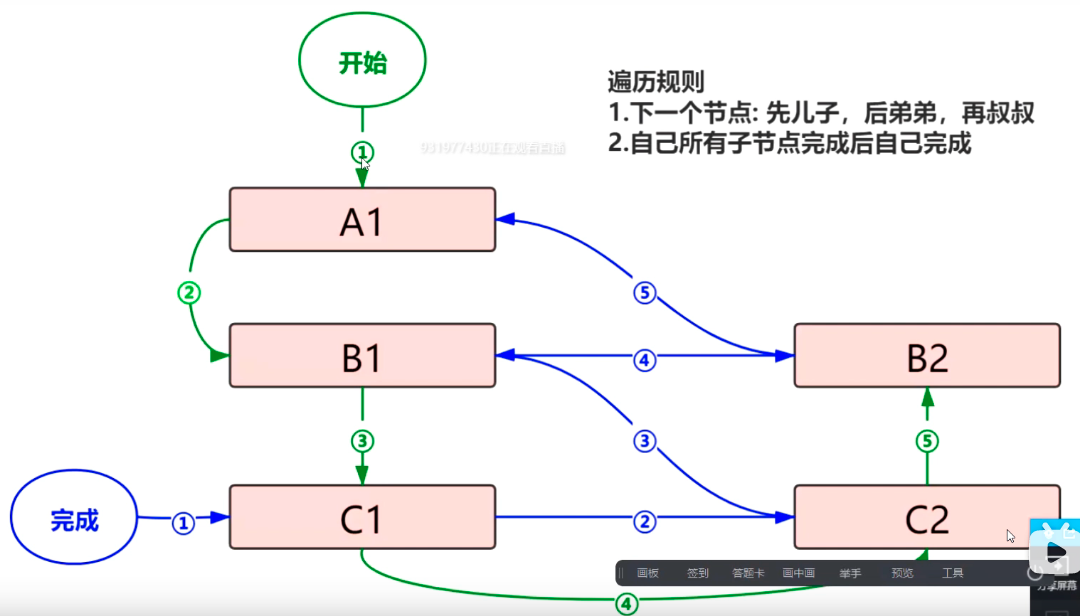 开始
遍历规则
1.下一个节点: 先儿子，后弟弟，再叔叔
2.自己所有子节点完成后自己完成
①
931977430正在观看直播
A1
②
⑤
B1
④
B2
③
③
⑤
完成
①
C1
②
C2
画板 签到 答题卡 画中画 举手 预览 工具
分享屏幕
④